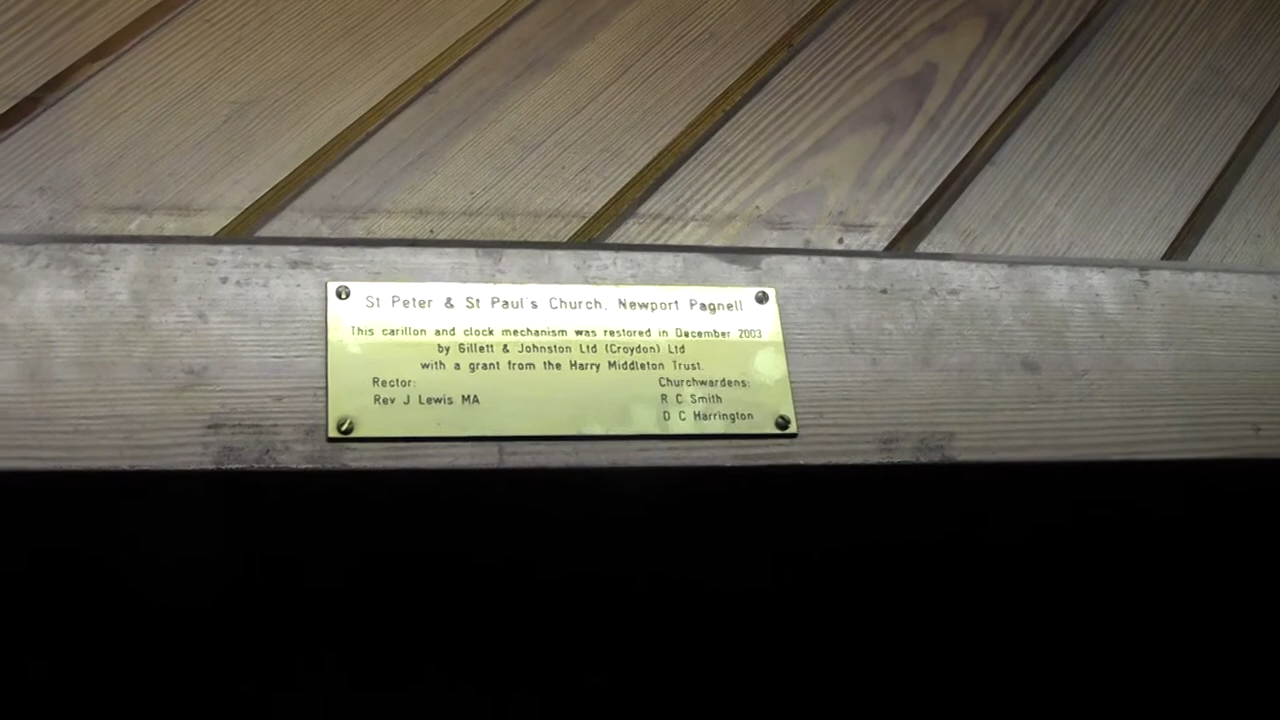 St Peter & St Paul's Church, Newport Pagnell
This carillon and clock mechanism was restored in December 2003
by Gillett & Johnston Ltd (Croydon) Ltd
with a grant from the Harry Middleton Trust.
Rector: Churchwardens:
Rev J Lewis MA R C Smith
D C Harrington